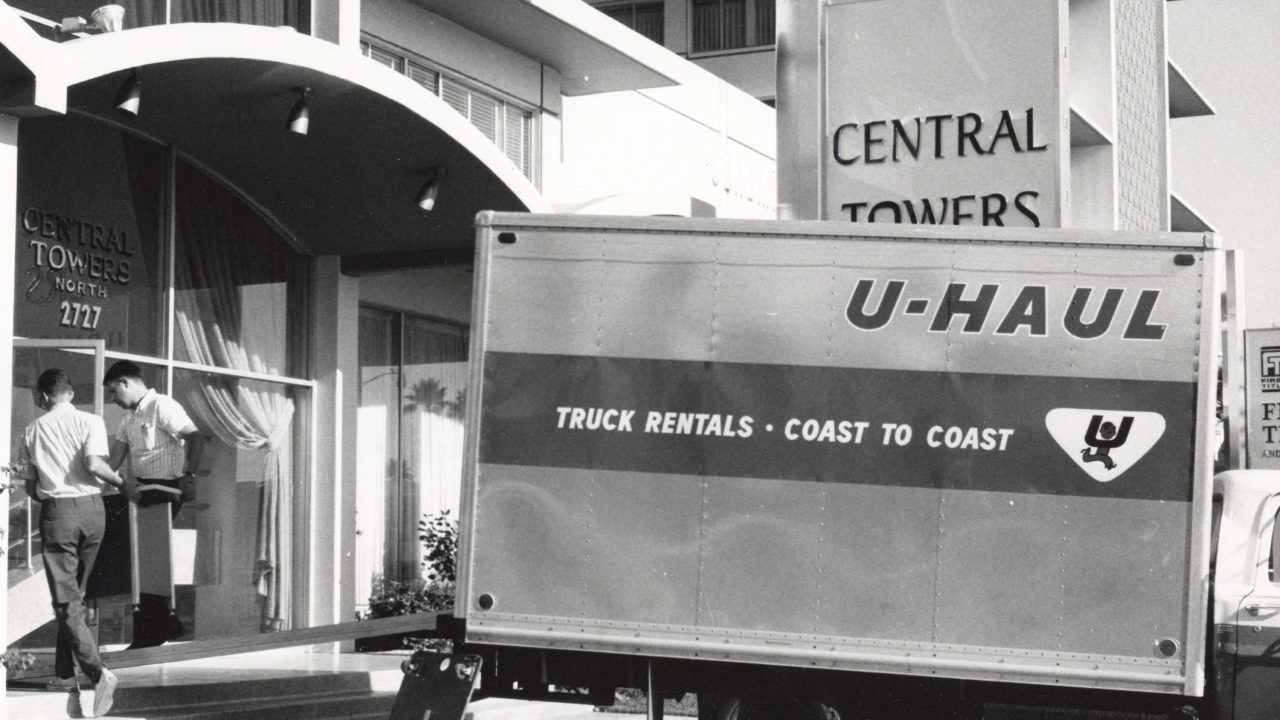 CENTRAL
TOWERS
CENTRAL
TOWERS
NORTH
2727
U-HAUL
TRUCK RENTALS · COAST TO COAST
U